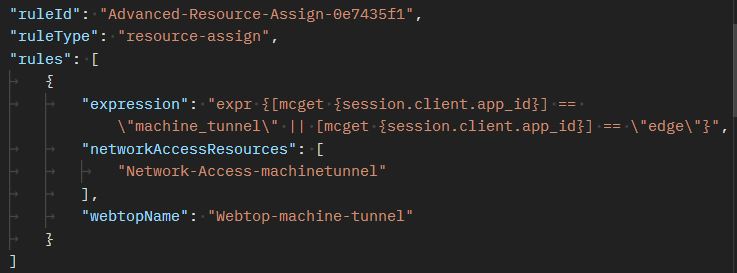 "ruleId": "Advanced-Resource-Assign-0e7435f1",
"ruleType": "resource-assign",
"rules": [
{
"expression": "expr {[mcget {session.client.app_id}] ==
\"machine_tunnel\" || [mcget {session.client.app_id}] == \"edge\"}",
"networkAccessResources": [
"Network-Access-machinetunnel"
],
"webtopName": "Webtop-machine-tunnel"
}
]